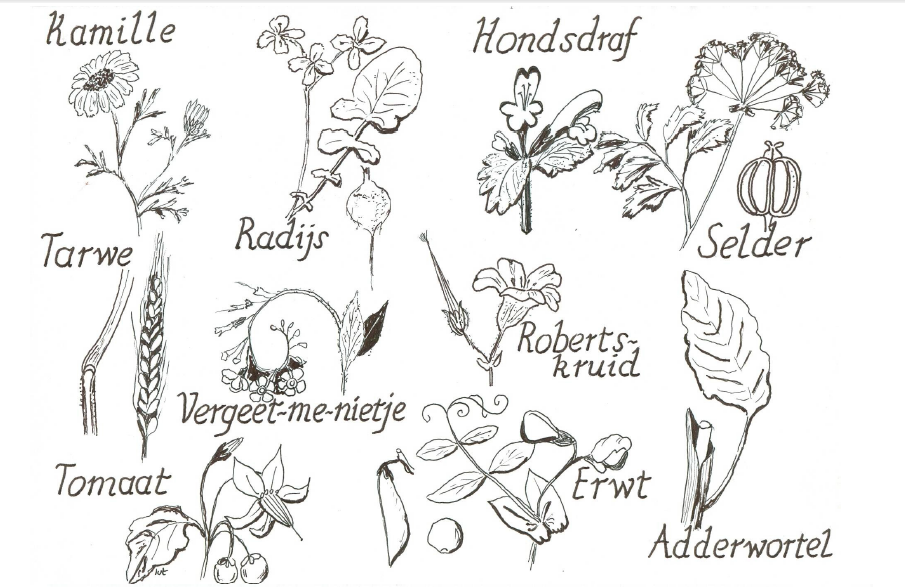 Kamille
Radijs
Hondsdraf
Selder
Tarwe
Vergeet-me-nietje
Roberts-
kruid
Tomaat
Erwt
Adderwortel